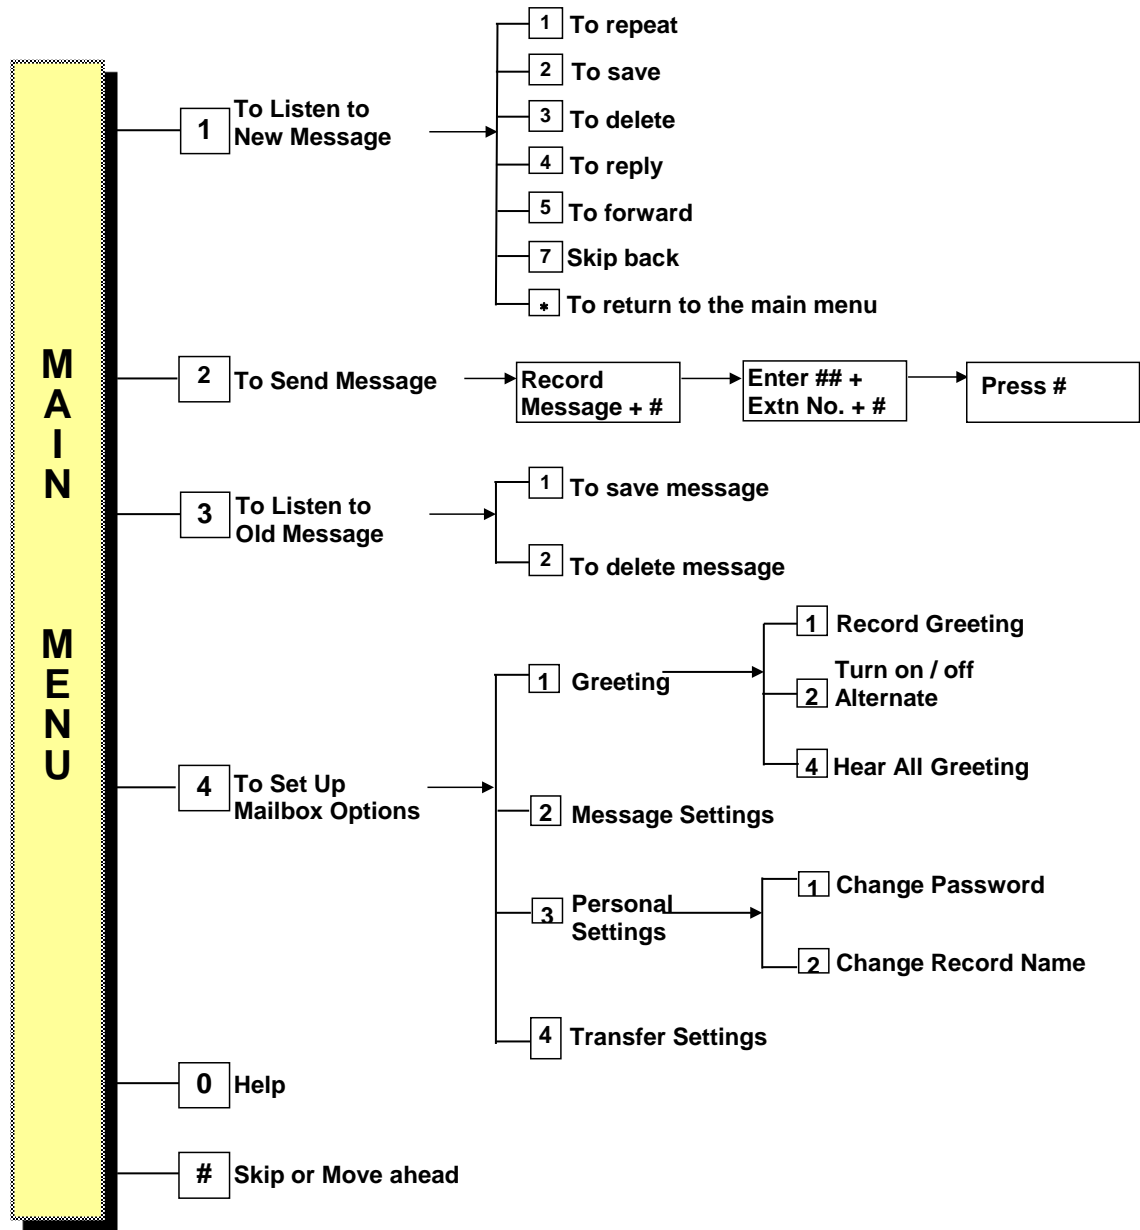 MAIN
MENU
1 To Listen to
New Message
1 To repeat
2 To save
3 To delete
4 To reply
5 To forward
7 Skip back
* To return to the main menu
2 To Send Message
Record
Message + #
Enter ## +
Extn No. + #
Press #
3 To Listen to
Old Message
1 To save message
2 To delete message
4 To Set Up
Mailbox Options
1 Greeting
1 Record Greeting
2 Turn on / off
Alternate
4 Hear All Greeting
2 Message Settings
3 Personal
Settings
1 Change Password
2 Change Record Name
4 Transfer Settings
0 Help
# Skip or Move ahead